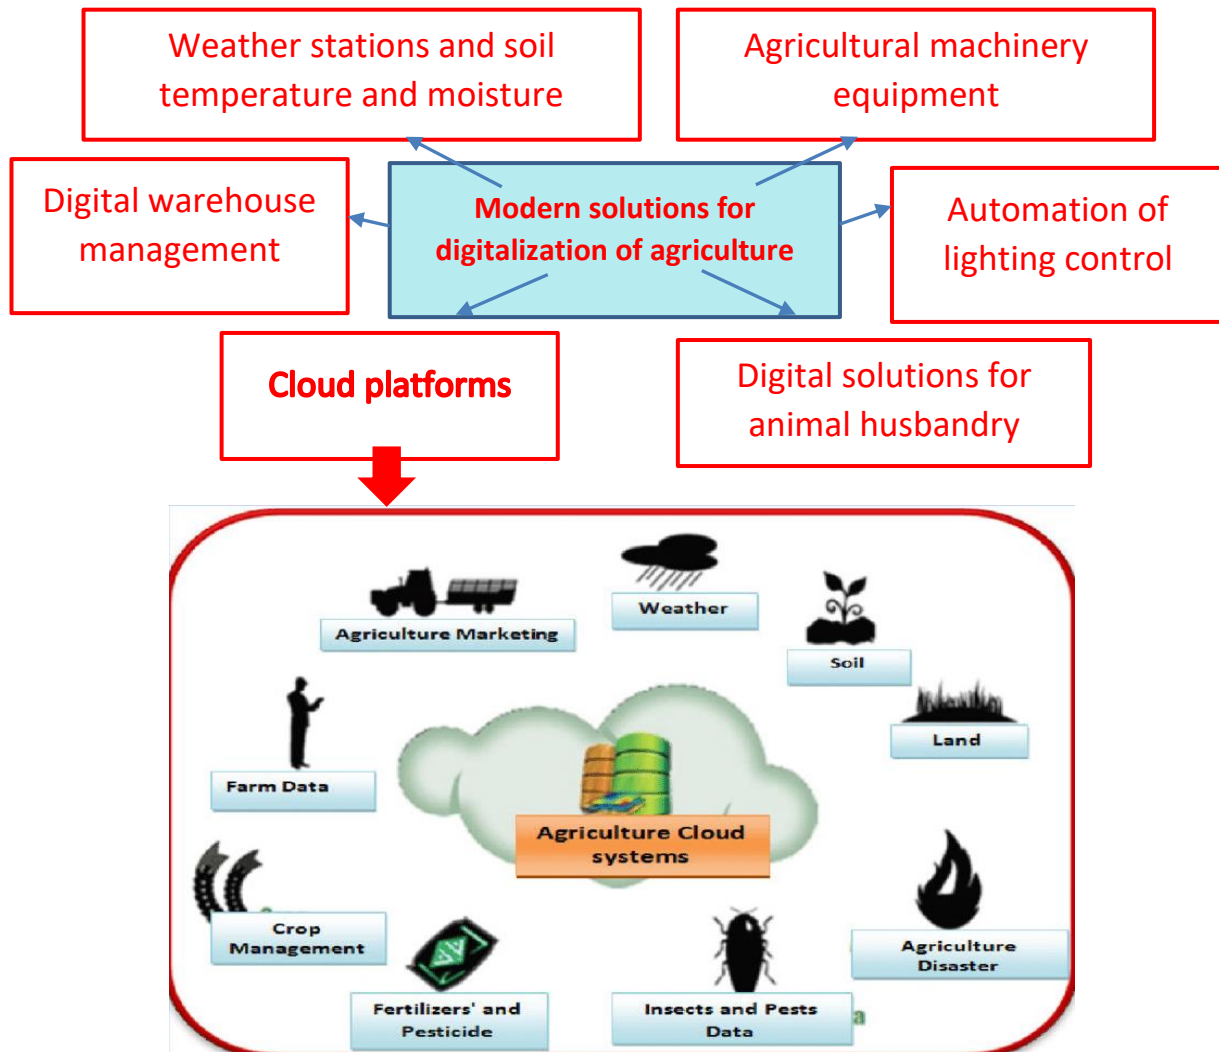 Weather stations and soil
temperature and moisture
Agricultural machinery
equipment
Digital warehouse
management
Modern solutions for
digitalization of agriculture
Automation of
lighting control
Cloud platforms
Digital solutions for
animal husbandry
Weather
Agriculture Marketing
Soil
Land
Farm Data
Agriculture Cloud
systems
Crop
Management
Agriculture
Disaster
Fertilizers' and
Pesticide
Insects and Pests
Data